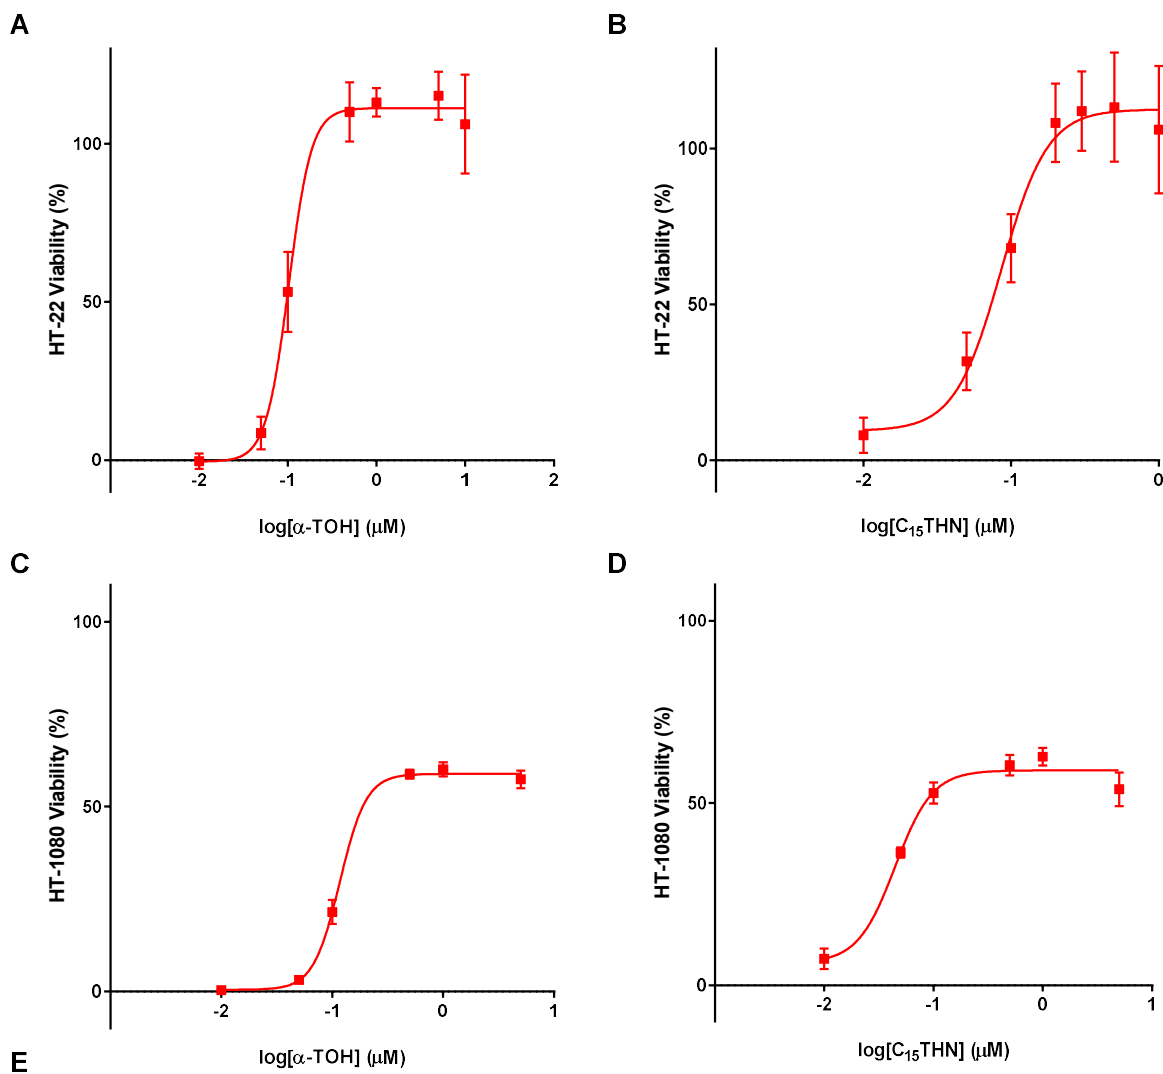 A
HT-22 Viability (%)
100
50
0
-2 -1 0 1 2
log[α-TOH] (μM)
B
HT-22 Viability (%)
100
50
0
-2 -1 0
log[C₁₅THN] (μM)
C
HT-1080 Viability (%)
100
50
0
-2 -1 0 1
log[α-TOH] (μM)
D
HT-1080 Viability (%)
100
50
0
-2 -1 0 1
log[C₁₅THN] (μM)
E